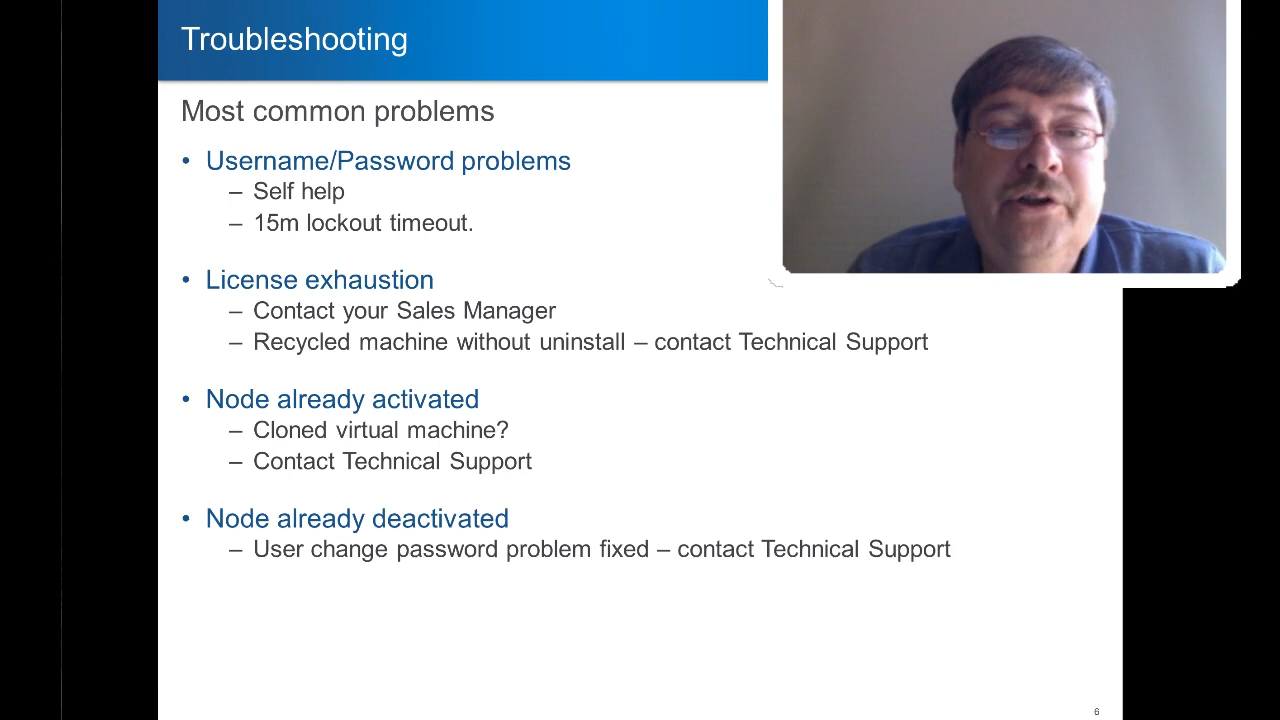 Troubleshooting
Most common problems
• Username/Password problems
– Self help
– 15m lockout timeout.
• License exhaustion
– Contact your Sales Manager
– Recycled machine without uninstall – contact Technical Support
• Node already activated
– Cloned virtual machine?
– Contact Technical Support
• Node already deactivated
– User change password problem fixed – contact Technical Support
6